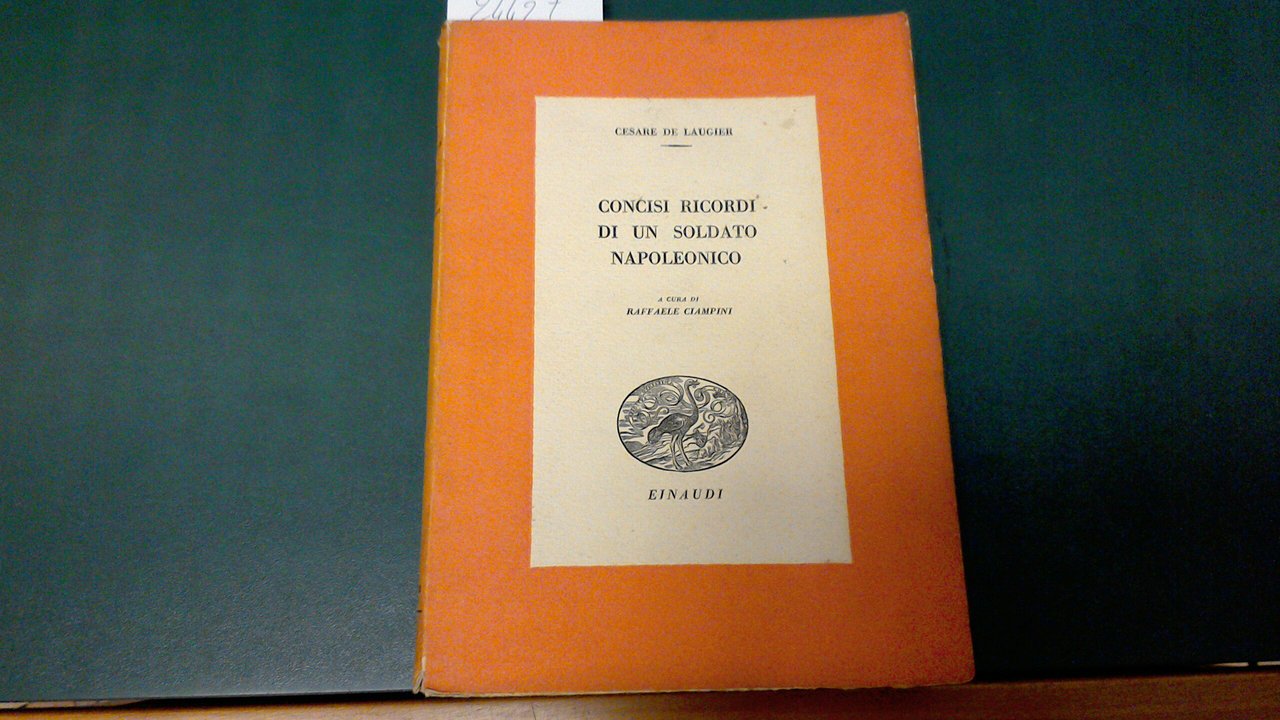 CESARE DE LAUGIER
CONCISI RICORDI
DI UN SOLDATO
NAPOLEONICO
A CURA DI
RAFFAELE CIAMPINI
EINAUDI